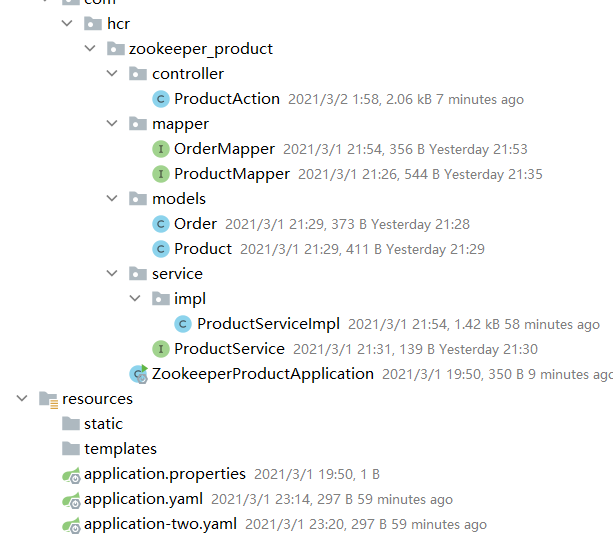 com
hcr
zookeeper_product
controller
C ProductAction 2021/3/2 1:58, 2.06 kB 7 minutes ago
mapper
I OrderMapper 2021/3/1 21:54, 356 B Yesterday 21:53
I ProductMapper 2021/3/1 21:26, 544 B Yesterday 21:35
models
C Order 2021/3/1 21:29, 373 B Yesterday 21:28
C Product 2021/3/1 21:29, 411 B Yesterday 21:29
service
impl
C ProductServiceImpl 2021/3/1 21:54, 1.42 kB 58 minutes ago
I ProductService 2021/3/1 21:31, 139 B Yesterday 21:30
C ZookeeperProductApplication 2021/3/1 19:50, 350 B 9 minutes ago
resources
static
templates
application.properties 2021/3/1 19:50, 1 B
application.yaml 2021/3/1 23:14, 297 B 59 minutes ago
application-two.yaml 2021/3/1 23:20, 297 B 59 minutes ago